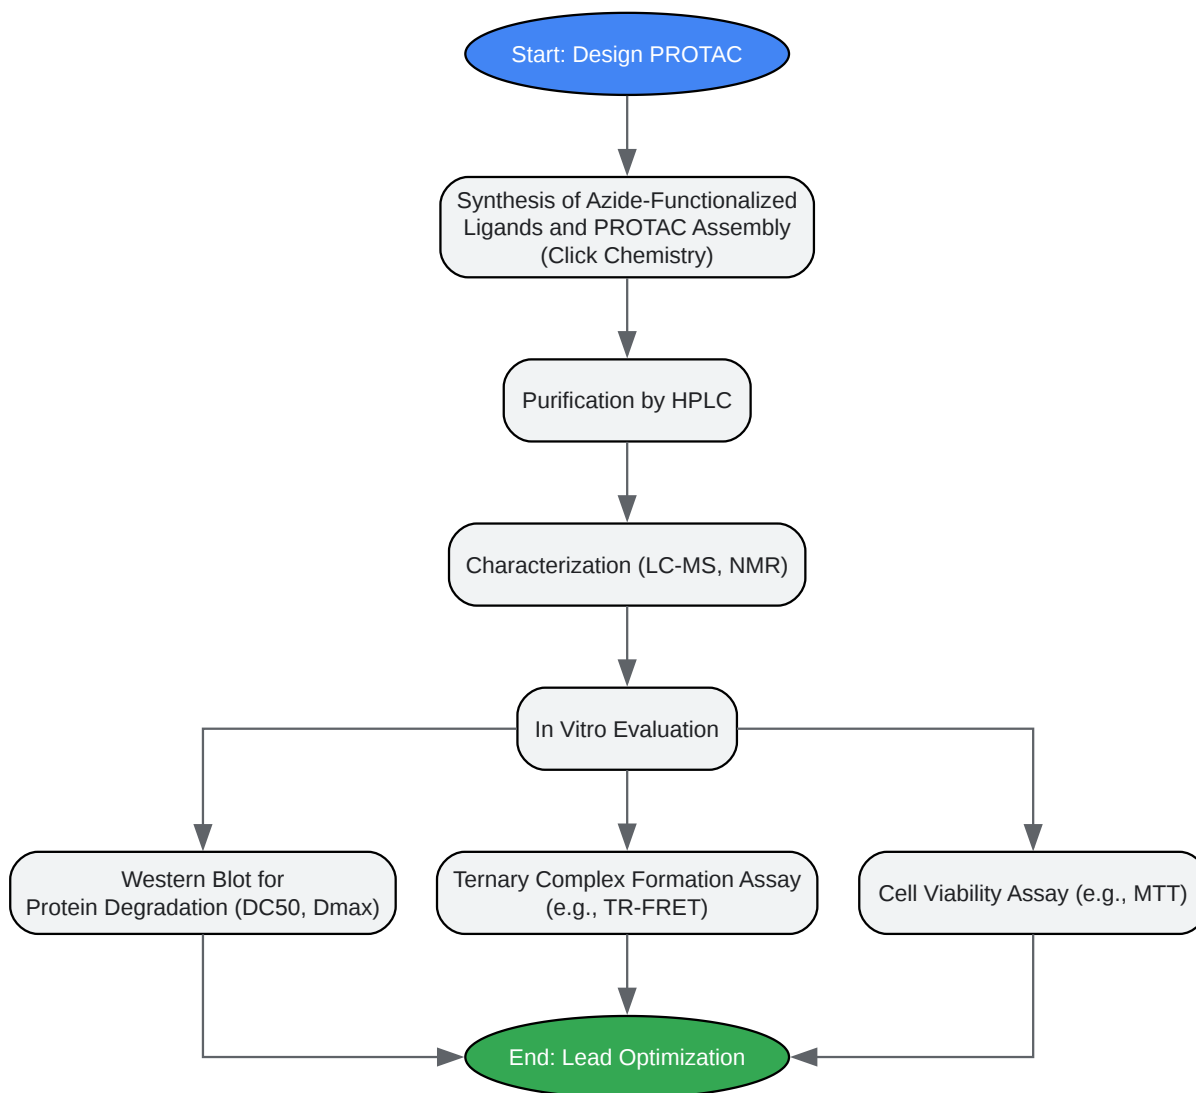 Start: Design PROTAC
Synthesis of Azide-Functionalized
Ligands and PROTAC Assembly
(Click Chemistry)
Purification by HPLC
Characterization (LC-MS, NMR)
In Vitro Evaluation
Western Blot for
Protein Degradation (DC50, Dmax)
Ternary Complex Formation Assay
(e.g., TR-FRET)
Cell Viability Assay (e.g., MTT)
End: Lead Optimization